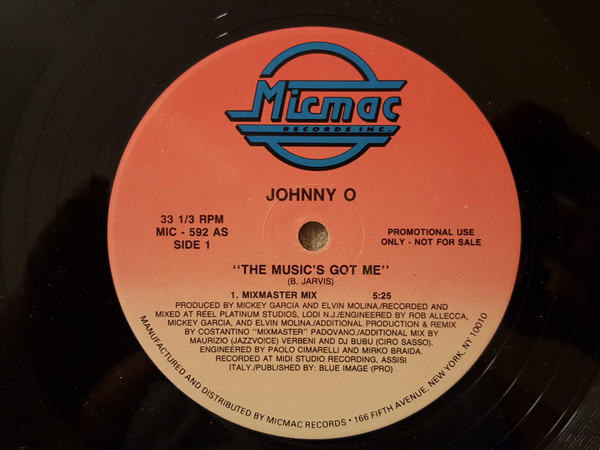 Micmac
RECORDS INC.
JOHNNY O
33 1/3 RPM
MIC - 592 AS
SIDE 1
PROMOTIONAL USE
ONLY - NOT FOR SALE
"THE MUSIC'S GOT ME"
(B. JARVIS)
1. MIXMASTER MIX 5:25
PRODUCED BY MICKEY GARCIA AND ELVIN MOLINA./RECORDED AND
MIXED AT REEL PLATINUM STUDIOS, LODI N.J./ENGINEERED BY ROB ALLECCA,
MICKEY GARCIA, AND ELVIN MOLINA./ADDITIONAL PRODUCTION & REMIX
BY COSTANTINO "MIXMASTER" PADOVANO./ADDITIONAL MIX BY
MAURIZIO (JAZZVOICE) VERBENI AND DJ BUBU (CIRO SASSO).
ENGINEERED BY PAOLO CIMARELLI AND MIRKO BRAIDA.
RECORDED AT MIDI STUDIO RECORDING, ASSISI
ITALY./PUBLISHED BY: BLUE IMAGE (PRO)
MANUFACTURED AND DISTRIBUTED BY MICMAC RECORDS • 166 FIFTH AVENUE, NEW YORK, NY 10010